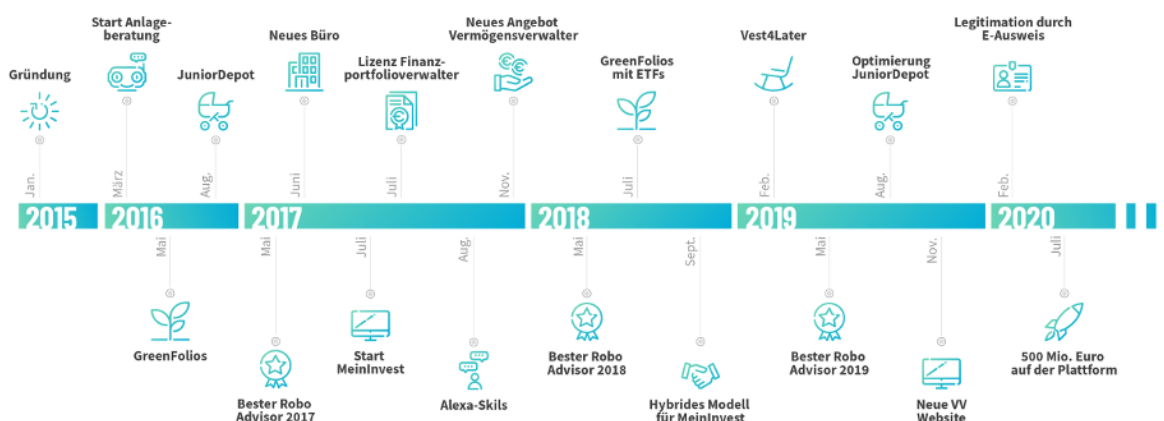 Start Anlage-
beratung
Neues Büro
Neues Angebot
Vermögensverwalter
Vest4Later
Legitimation durch
E-Ausweis
Gründung
JuniorDepot
Lizenz Finanz-
portfolioverwalter
GreenFolios
mit ETFs
Optimierung
JuniorDepot
Jan.
März
Aug.
Juni
Juli
Nov.
Juli
Feb.
Aug.
Feb.
2015
2016
2017
2018
2019
2020
Mai
Mai
Juli
Aug.
Mai
Sept.
Mai
Nov.
Juli
GreenFolios
Start
MeinInvest
Bester Robo
Advisor 2018
Bester Robo
Advisor 2019
500 Mio. Euro
auf der Plattform
Bester Robo
Advisor 2017
Alexa-Skils
Hybrides Modell
für MeinInvest
Neue VV
Website